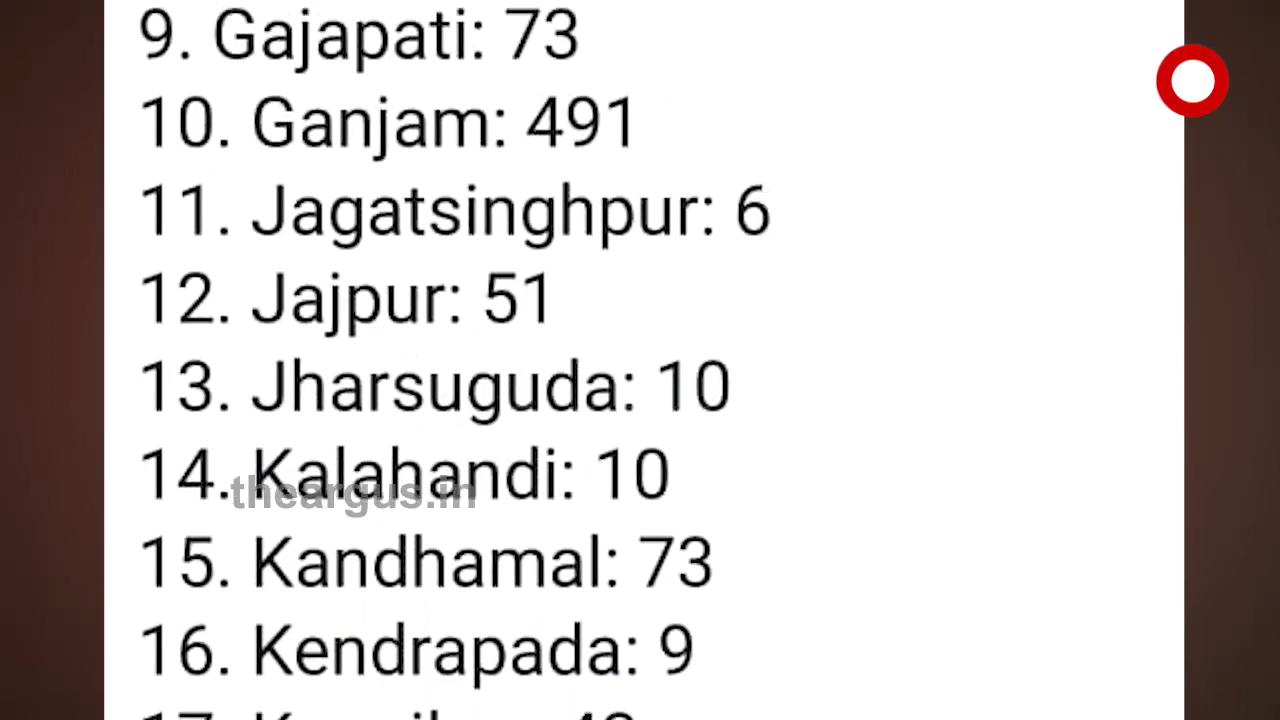 9. Gajapati: 73
10. Ganjam: 491
11. Jagatsinghpur: 6
12. Jajpur: 51
13. Jharsuguda: 10
14. Kalahandi: 10
theargus.in
15. Kandhamal: 73
16. Kendrapada: 9